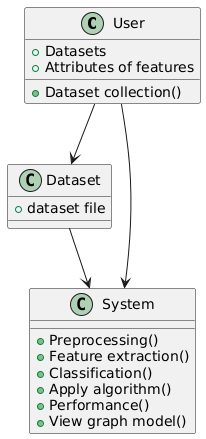 C User
Datasets
Attributes of features
Dataset collection()
C Dataset
dataset file
C System
Preprocessing()
Feature extraction()
Classification()
Apply algorithm()
Performance()
View graph model()